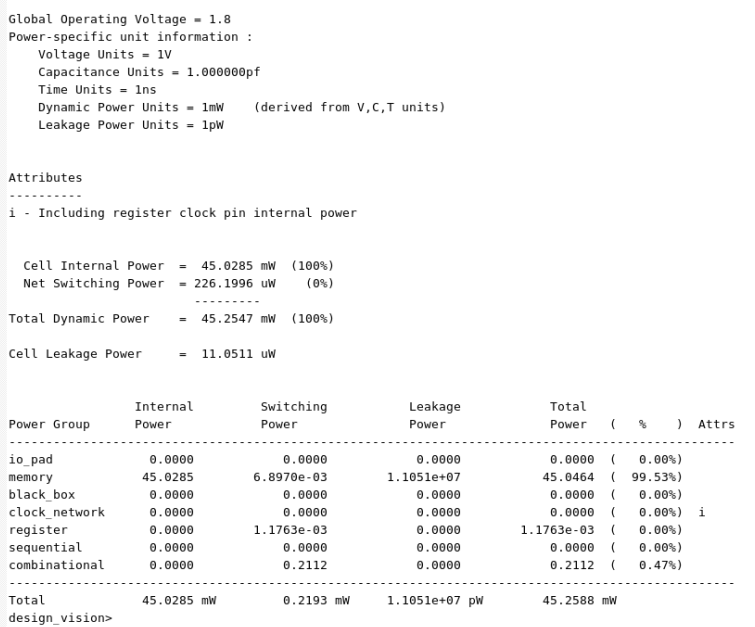 Global Operating Voltage = 1.8
Power-specific unit information :
    Voltage Units = 1V
    Capacitance Units = 1.000000pf
    Time Units = 1ns
    Dynamic Power Units = 1mW    (derived from V,C,T units)
    Leakage Power Units = 1pW
Attributes
----------
i - Including register clock pin internal power
  Cell Internal Power  =  45.0285 mW  (100%)
  Net Switching Power = 226.1996 uW    (0%)
                         ---------
Total Dynamic Power    =  45.2547 mW  (100%)
Cell Leakage Power     =  11.0511 uW
                 Internal         Switching           Leakage            Total
Power Group      Power            Power               Power              Power   (   %    )  Attrs
--------------------------------------------------------------------------------------------------
io_pad             0.0000            0.0000            0.0000            0.0000  (   0.00%)
memory            45.0285        6.8970e-03        1.1051e+07           45.0464  (  99.53%)
black_box          0.0000            0.0000            0.0000            0.0000  (   0.00%)
clock_network      0.0000            0.0000            0.0000            0.0000  (   0.00%)  i
register           0.0000        1.1763e-03            0.0000        1.1763e-03  (   0.00%)
sequential         0.0000            0.0000            0.0000            0.0000  (   0.00%)
combinational      0.0000            0.2112            0.0000            0.2112  (   0.47%)
--------------------------------------------------------------------------------------------------
Total             45.0285 mW         0.2193 mW     1.1051e+07 pW        45.2588 mW
design_vision>